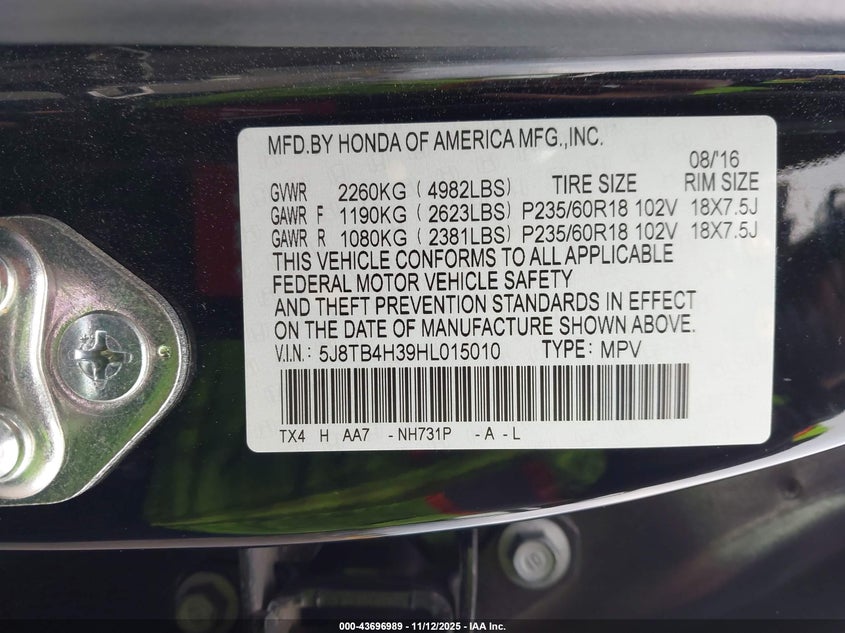 MFD.BY HONDA OF AMERICA MFG.,INC.
08/'16
GVWR 2260KG ( 4982LBS) TIRE SIZE RIM SIZE
GAWR F 1190KG ( 2623LBS) P235/60R18 102V 18X7.5J
GAWR R 1080KG ( 2381LBS) P235/60R18 102V 18X7.5J
THIS VEHICLE CONFORMS TO ALL APPLICABLE
FEDERAL MOTOR VEHICLE SAFETY
AND THEFT PREVENTION STANDARDS IN EFFECT
ON THE DATE OF MANUFACTURE SHOWN ABOVE.
V.I.N.: 5J8TB4H39HL015010 TYPE: MPV
TX4 H AA7 -NH731P -A -L
10
000-43696989 - 11/12/2025 - IAA Inc.